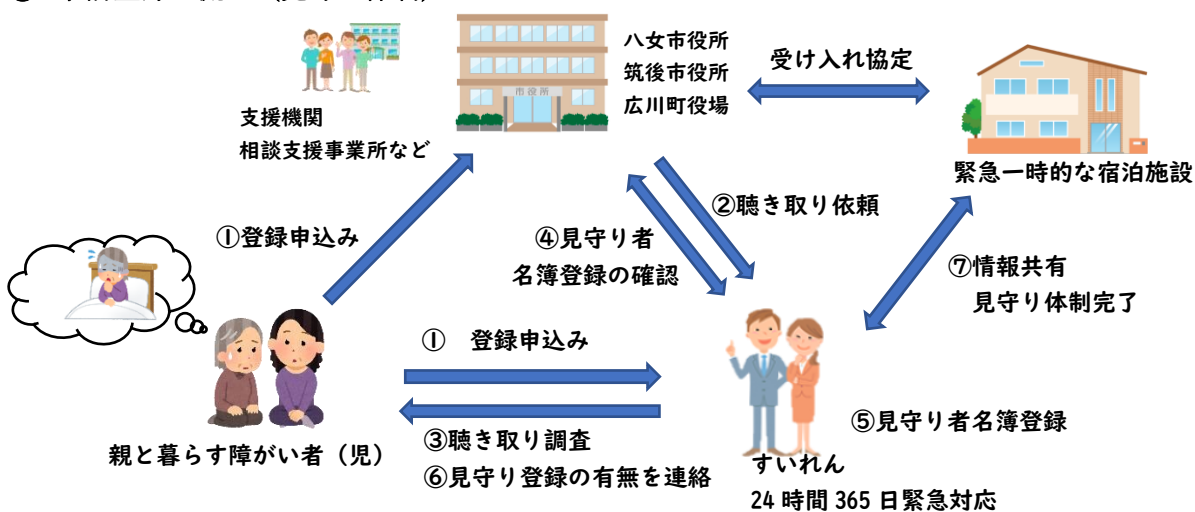 八女市役所
筑後市役所
広川町役場
市役所
受け入れ協定
支援機関
相談支援事業所など
緊急一時的な宿泊施設
①登録申込み
②聴き取り依頼
④見守り者
名簿登録の確認
⑦情報共有
見守り体制完了
① 登録申込み
③聴き取り調査
⑥見守り登録の有無を連絡
⑤見守り者名簿登録
親と暮らす障がい者（児）
すいれん
24時間365日緊急対応